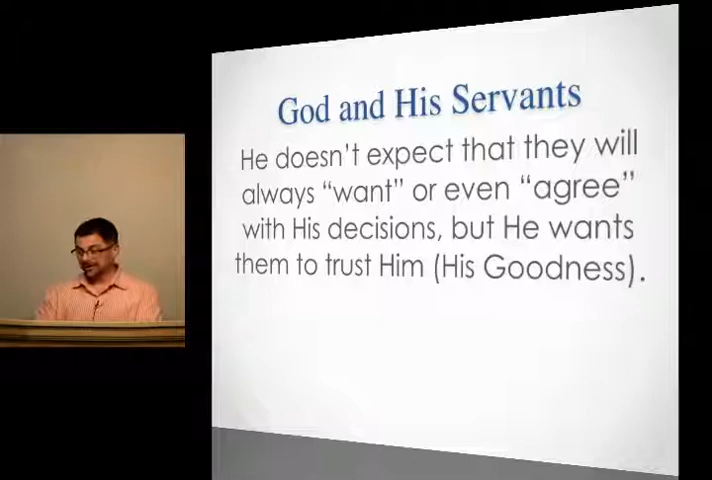 God and His Servants
He doesn't expect that they will
always “want” or even “agree”
with His decisions, but He wants
them to trust Him (His Goodness).